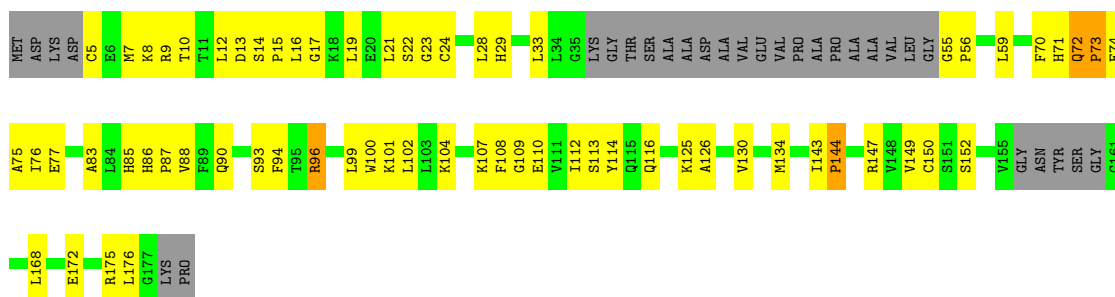 MET ASP LYS ASP C5 E6 M7 K8 R9 T10 T11 L12 D13 S14 P15 L16 G17 K18 L19 E20 L21 S22 G23 C24 L28 H29 L33 L34 G35 LYS GLY THR SER ALA ALA ASP ALA VAL GLU VAL PRO ALA PRO ALA ALA VAL LEU GLY G55 P56 L59 F70 H71 Q72 P73
A75 I76 E77 A83 L84 H85 H86 P87 V88 F89 Q90 S93 F94 T95 R96 L99 W100 K101 L102 L103 K104 K107 F108 G109 E110 V111 I112 S113 Y114 Q115 Q116 K125 A126 V130 M134 I143 P144 R147 V148 V149 C150 S151 S152 V155 GLY ASN TYR SER GLY
L168 E172 R175 L176 G177 LYS PRO